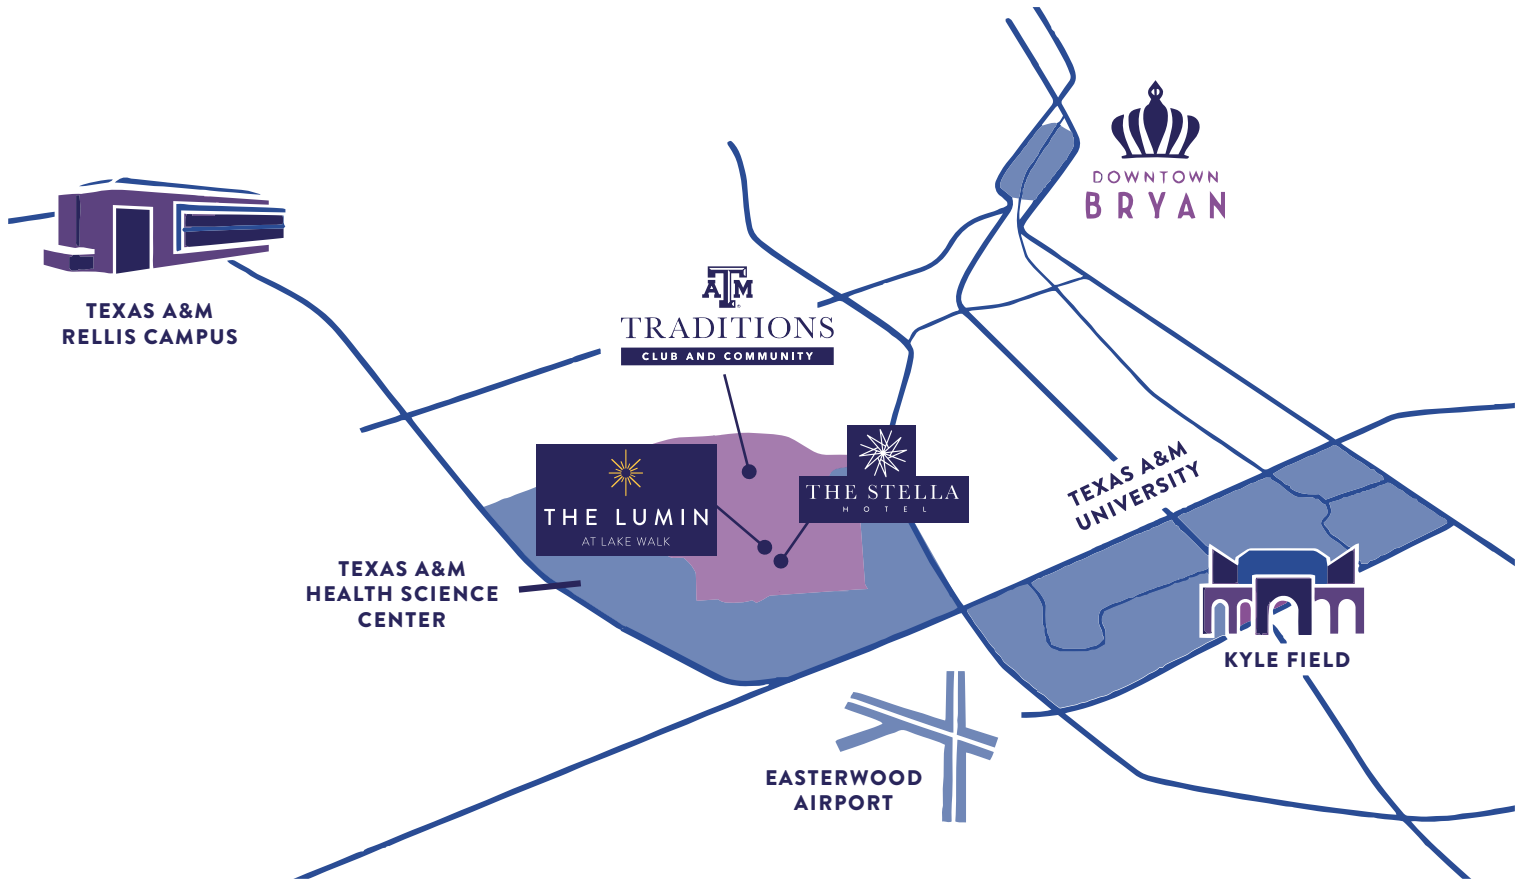 DOWNTOWN
BRYAN
TEXAS A&M
RELLIS CAMPUS
ATM
TRADITIONS
CLUB AND COMMUNITY
THE LUMIN
AT LAKE WALK
THE STELLA
HOTEL
TEXAS A&M
UNIVERSITY
TEXAS A&M
HEALTH SCIENCE
CENTER
KYLE FIELD
EASTERWOOD
AIRPORT